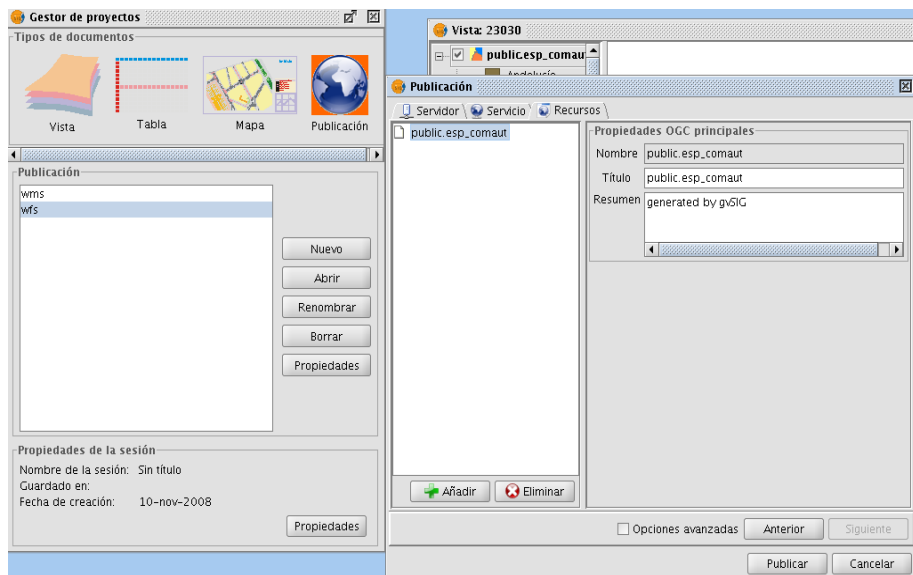 Gestor de proyectos
Tipos de documentos
Vista
Tabla
Mapa
Publicación
Publicación
wms
wfs
Nuevo
Abrir
Renombrar
Borrar
Propiedades
Propiedades de la sesión
Nombre de la sesión: Sin título
Guardado en:
Fecha de creación: 10-nov-2008
Propiedades
Vista: 23030
public.esp_comau
Andalucía
Publicación
Servidor
Servicio
Recursos
public.esp_comaut
Propiedades OGC principales
Nombre public.esp_comaut
Título public.esp_comaut
Resumen generated by gvSIG
Añadir
Eliminar
Opciones avanzadas
Anterior
Siguiente
Publicar
Cancelar